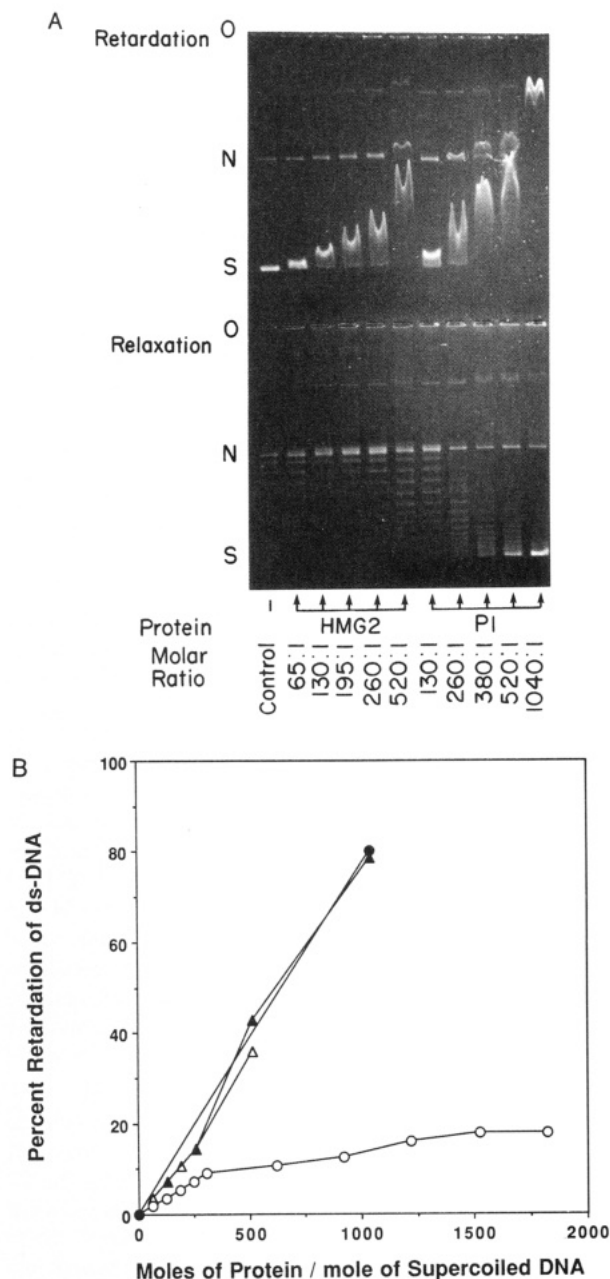 A
Retardation O
N
S
O
Relaxation
N
S
Protein HMG2 P1
Molar
Ratio
Control 65:1 130:1 195:1 260:1 520:1 130:1 260:1 380:1 520:1 1040:1
B
Percent Retardation of ds-DNA
100
80
60
40
20
0
0 500 1000 1500 2000
Moles of Protein / mole of Supercoiled DNA